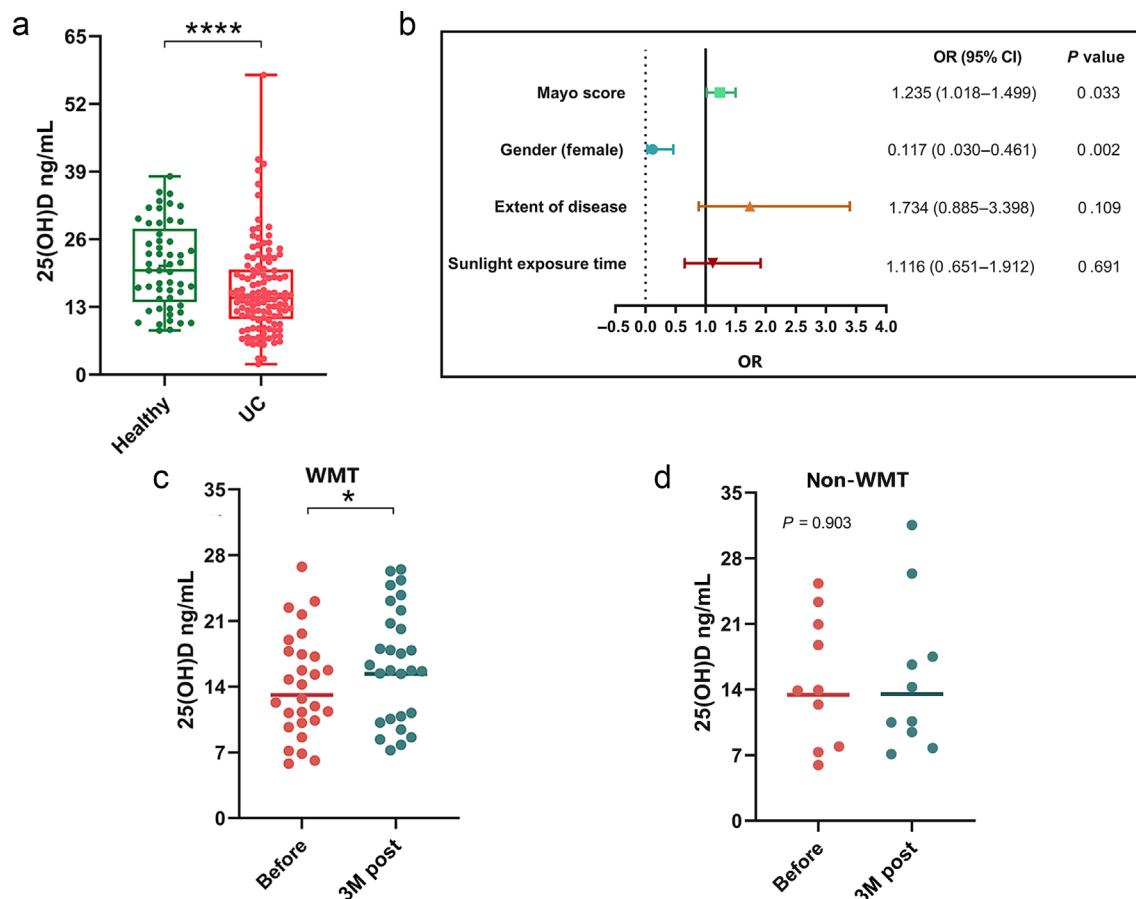 a
****
65
52
39
26
13
0
25(OH)D ng/mL
Healthy
UC
b
OR (95% CI) P value
Mayo score 1.235 (1.018–1.499) 0.033
Gender (female) 0.117 (0 .030–0.461) 0.002
Extent of disease 1.734 (0.885–3.398) 0.109
Sunlight exposure time 1.116 (0 .651–1.912) 0.691
–0.5 0.0 0.5 1.0 1.5 2.0 2.5 3.0 3.5 4.0
OR
c
WMT
*
35
28
21
14
7
0
25(OH)D ng/mL
Before
3M post
d
Non-WMT
P = 0.903
35
28
21
14
7
0
25(OH)D ng/mL
Before
3M post